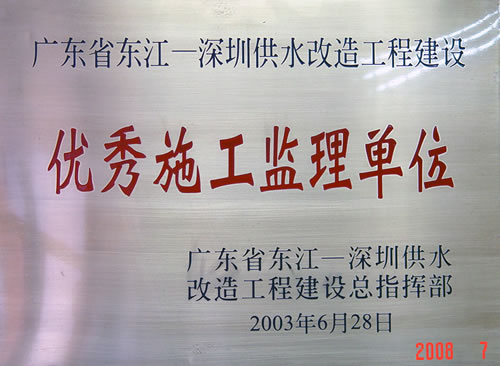 广东省东江—深圳供水改造工程建设
优秀施工监理单位
广东省东江—深圳供水
改造工程建设总指挥部
2003年6月28日
2008 7